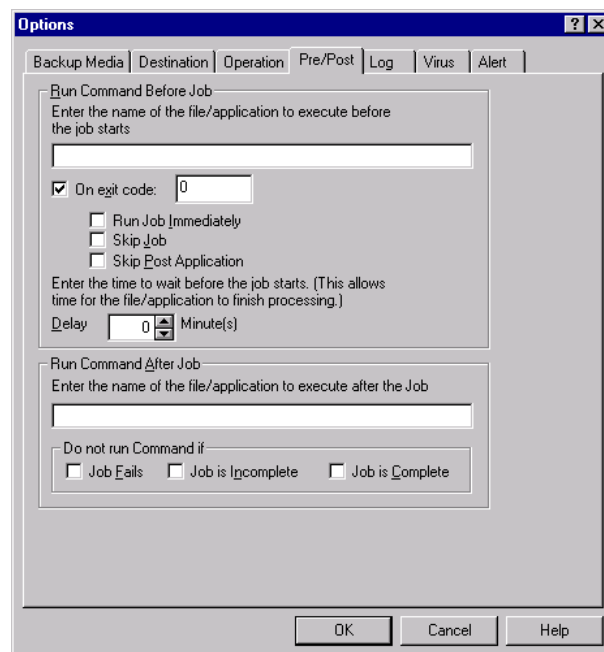 Options
Backup Media Destination Operation Pre/Post Log Virus Alert
Run Command Before Job
Enter the name of the file/application to execute before
the job starts
On exit code: 0
Run Job Immediately
Skip Job
Skip Post Application
Enter the time to wait before the job starts. (This allows
time for the file/application to finish processing.)
Delay 0 Minute(s)
Run Command After Job
Enter the name of the file/application to execute after the Job
Do not run Command if
Job Fails Job is Incomplete Job is Complete
OK Cancel Help